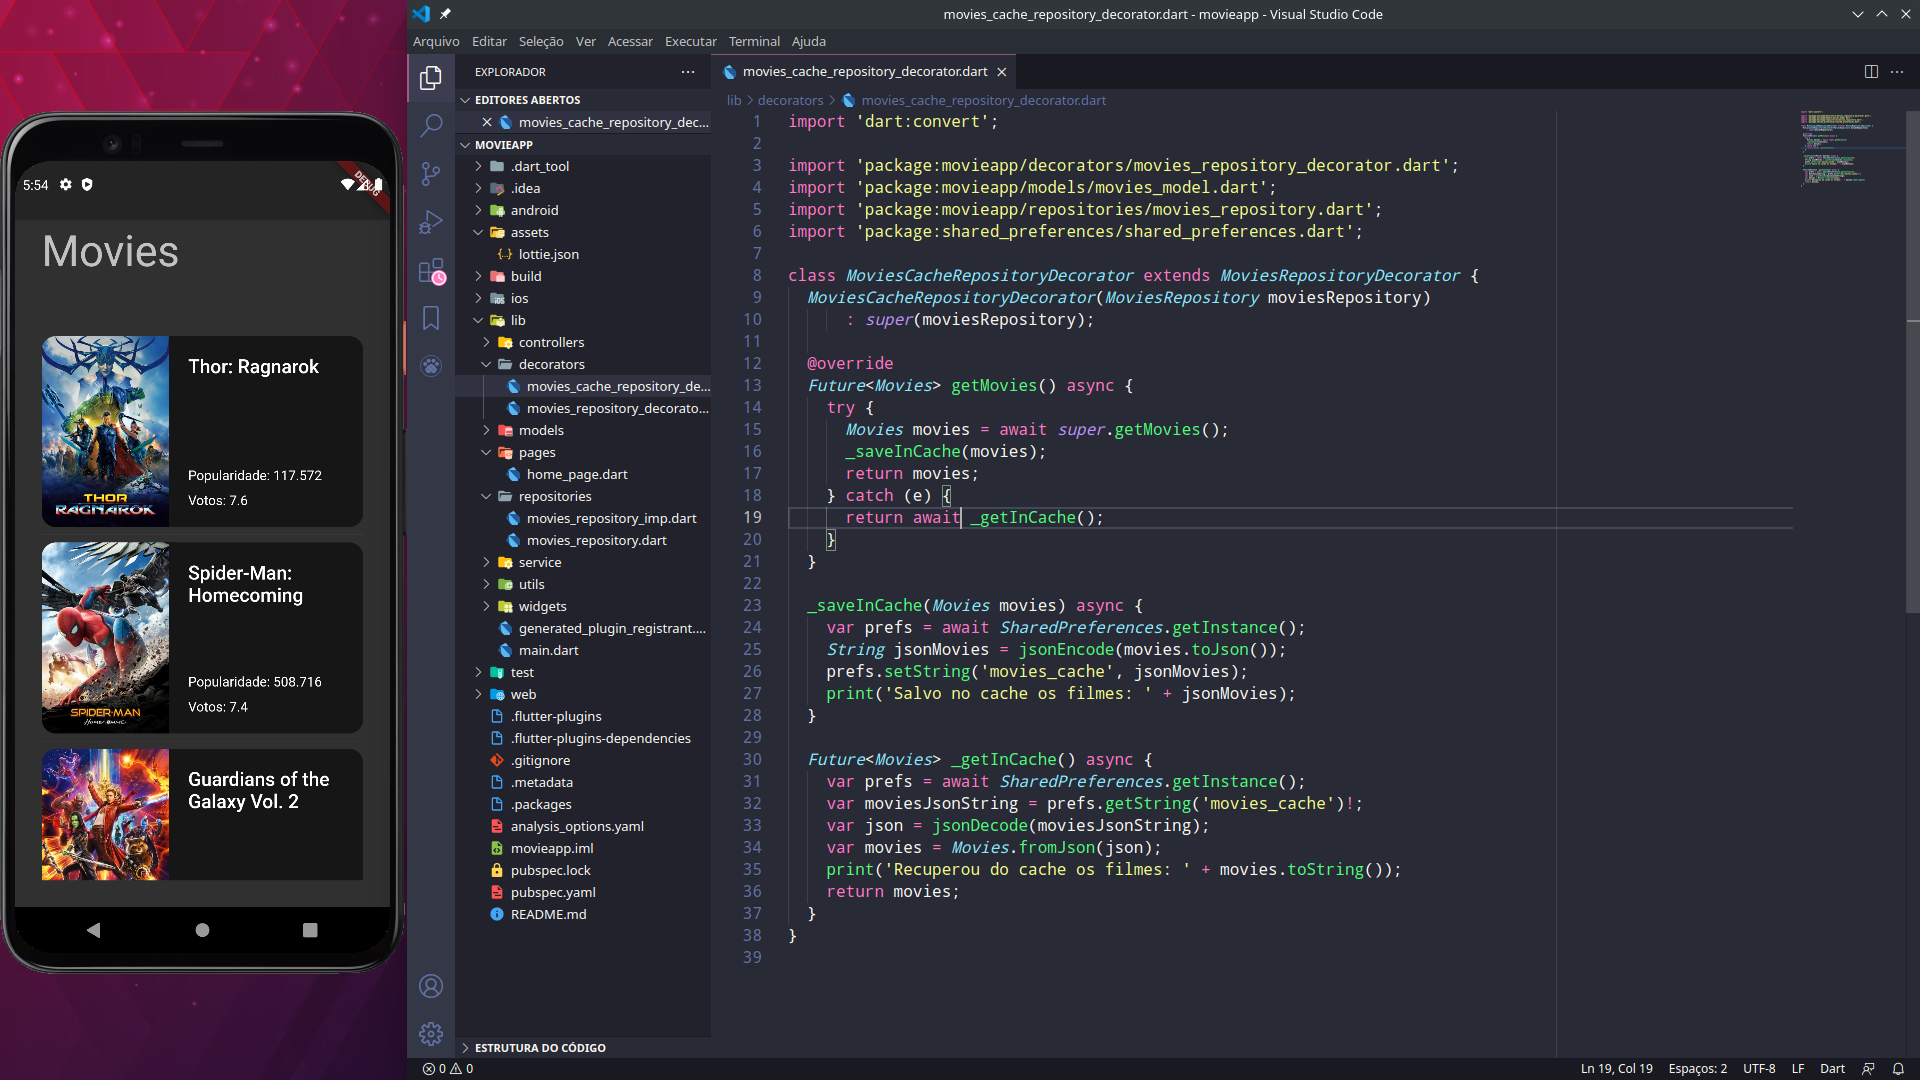 5:54
DEBUG
Movies
Thor: Ragnarok
Popularidade: 117.572
Votos: 7.6
THOR
RAGNAROK
Spider-Man:
Homecoming
Popularidade: 508.716
Votos: 7.4
SPIDER-MAN
Guardians of the
Galaxy Vol. 2
movies_cache_repository_decorator.dart - movieapp - Visual Studio Code
Arquivo Editar Seleção Ver Acessar Executar Terminal Ajuda
EXPLORADOR
EDITORES ABERTOS
movies_cache_repository_dec...
MOVIEAPP
.dart_tool
.idea
android
assets
lottie.json
build
ios
lib
controllers
decorators
movies_cache_repository_de...
movies_repository_decorato...
models
pages
home_page.dart
repositories
movies_repository_imp.dart
movies_repository.dart
service
utils
widgets
generated_plugin_registrant....
main.dart
test
web
.flutter-plugins
.flutter-plugins-dependencies
.gitignore
.metadata
.packages
analysis_options.yaml
movieapp.iml
pubspec.lock
pubspec.yaml
README.md
ESTRUTURA DO CÓDIGO
movies_cache_repository_decorator.dart
lib > decorators > movies_cache_repository_decorator.dart
1 import 'dart:convert';
2
3 import 'package:movieapp/decorators/movies_repository_decorator.dart';
4 import 'package:movieapp/models/movies_model.dart';
5 import 'package:movieapp/repositories/movies_repository.dart';
6 import 'package:shared_preferences/shared_preferences.dart';
7
8 class MoviesCacheRepositoryDecorator extends MoviesRepositoryDecorator {
9 MoviesCacheRepositoryDecorator(MoviesRepository moviesRepository)
10 : super(moviesRepository);
11
12 @override
13 Future<Movies> getMovies() async {
14 try {
15 Movies movies = await super.getMovies();
16 _saveInCache(movies);
17 return movies;
18 } catch (e) {
19 return await _getInCache();
20 }
21 }
22
23 _saveInCache(Movies movies) async {
24 var prefs = await SharedPreferences.getInstance();
25 String jsonMovies = jsonEncode(movies.toJson());
26 prefs.setString('movies_cache', jsonMovies);
27 print('Salvo no cache os filmes: ' + jsonMovies);
28 }
29
30 Future<Movies> _getInCache() async {
31 var prefs = await SharedPreferences.getInstance();
32 var moviesJsonString = prefs.getString('movies_cache')!;
33 var json = jsonDecode(moviesJsonString);
34 var movies = Movies.fromJson(json);
35 print('Recuperou do cache os filmes: ' + movies.toString());
36 return movies;
37 }
38 }
39
0 0
Ln 19, Col 19 Espaços: 2 UTF-8 LF Dart